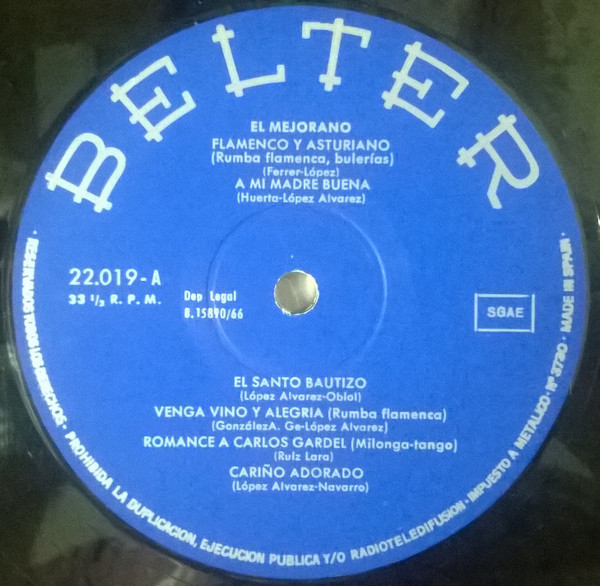 BELTER
EL MEJORANO
FLAMENCO Y ASTURIANO
(Rumba flamenca, bulerías)
(Ferrer-López)
A MI MADRE BUENA
(Huerta-López Alvarez)
22.019-A
33 1/3 R. P. M.
Dep Legal
B.15890/66
SGAE
EL SANTO BAUTIZO
(López Alvarez-Obiol)
VENGA VINO Y ALEGRIA (Rumba flamenca)
(GonzálezA. Ge-López Alvarez)
ROMANCE A CARLOS GARDEL (Milonga-tango)
(Ruiz Lara)
CARIÑO ADORADO
(López Alvarez-Navarro)
· RESERVADOS TODOS LOS DERECHOS · PROHIBIDA LA DUPLICACION, EJECUCION PUBLICA Y/O RADIOTELEDIFUSION · IMPUESTO A METALICO · Nº 3730 · MADE IN SPAIN ·